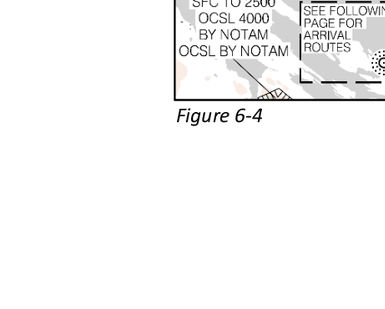 SFC TO 2500
OCSL 4000
BY NOTAM
OCSL BY NOTAM
SEE FOLLOWIN
PAGE FOR
ARRIVAL
ROUTES
Figure 6-4